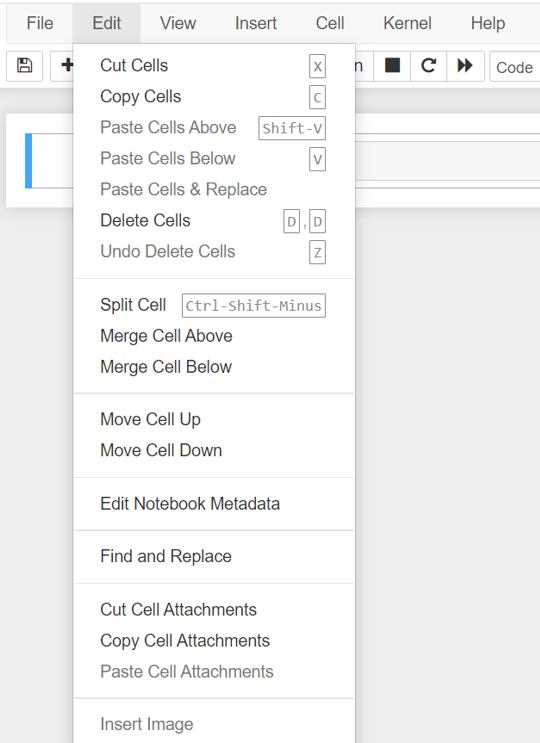 File Edit View Insert Cell Kernel Help
n Code
Cut Cells X
Copy Cells C
Paste Cells Above Shift-V
Paste Cells Below V
Paste Cells & Replace
Delete Cells D , D
Undo Delete Cells Z
Split Cell Ctrl-Shift-Minus
Merge Cell Above
Merge Cell Below
Move Cell Up
Move Cell Down
Edit Notebook Metadata
Find and Replace
Cut Cell Attachments
Copy Cell Attachments
Paste Cell Attachments
Insert Image